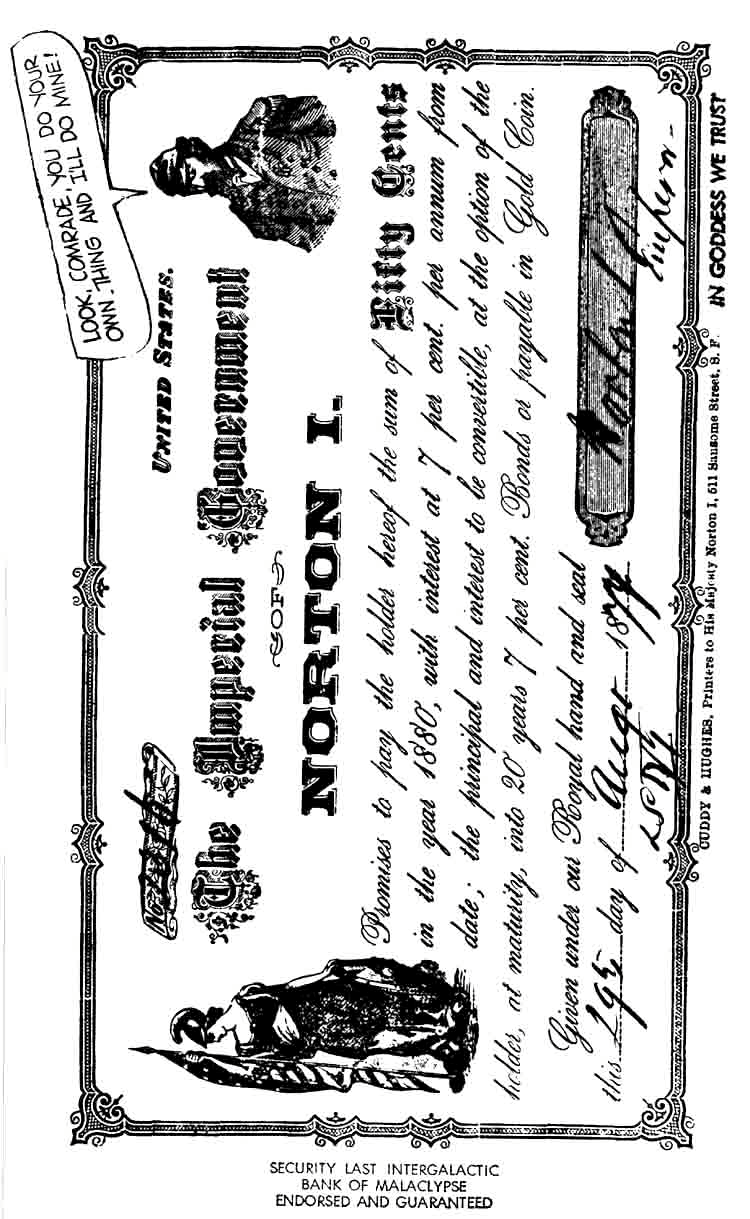 LOOK, COMRADE, YOU DO YOUR
OWN THING AND I'LL DO MINE!
UNITED STATES.
The Imperial Government
OF
NORTON I.
Promises to pay the holder hereof the sum of Fifty Cents
in the year 1880, with interest at 7 per cent. per annum from
date; the principal and interest to be convertible, at the option of the
holder, at maturity, into 20 years 7 per cent. Bonds or payable in Gold Coin.
Given under our Royal hand and seal
this 29th day of Augt 187
Norton I
Emperor
CUDDY & HUGHES, Printers to His Majesty Norton I, 511 Sansome Street, S. F.
IN GODDESS WE TRUST
SECURITY LAST INTERGALACTIC
BANK OF MALACLYPSE
ENDORSED AND GUARANTEED